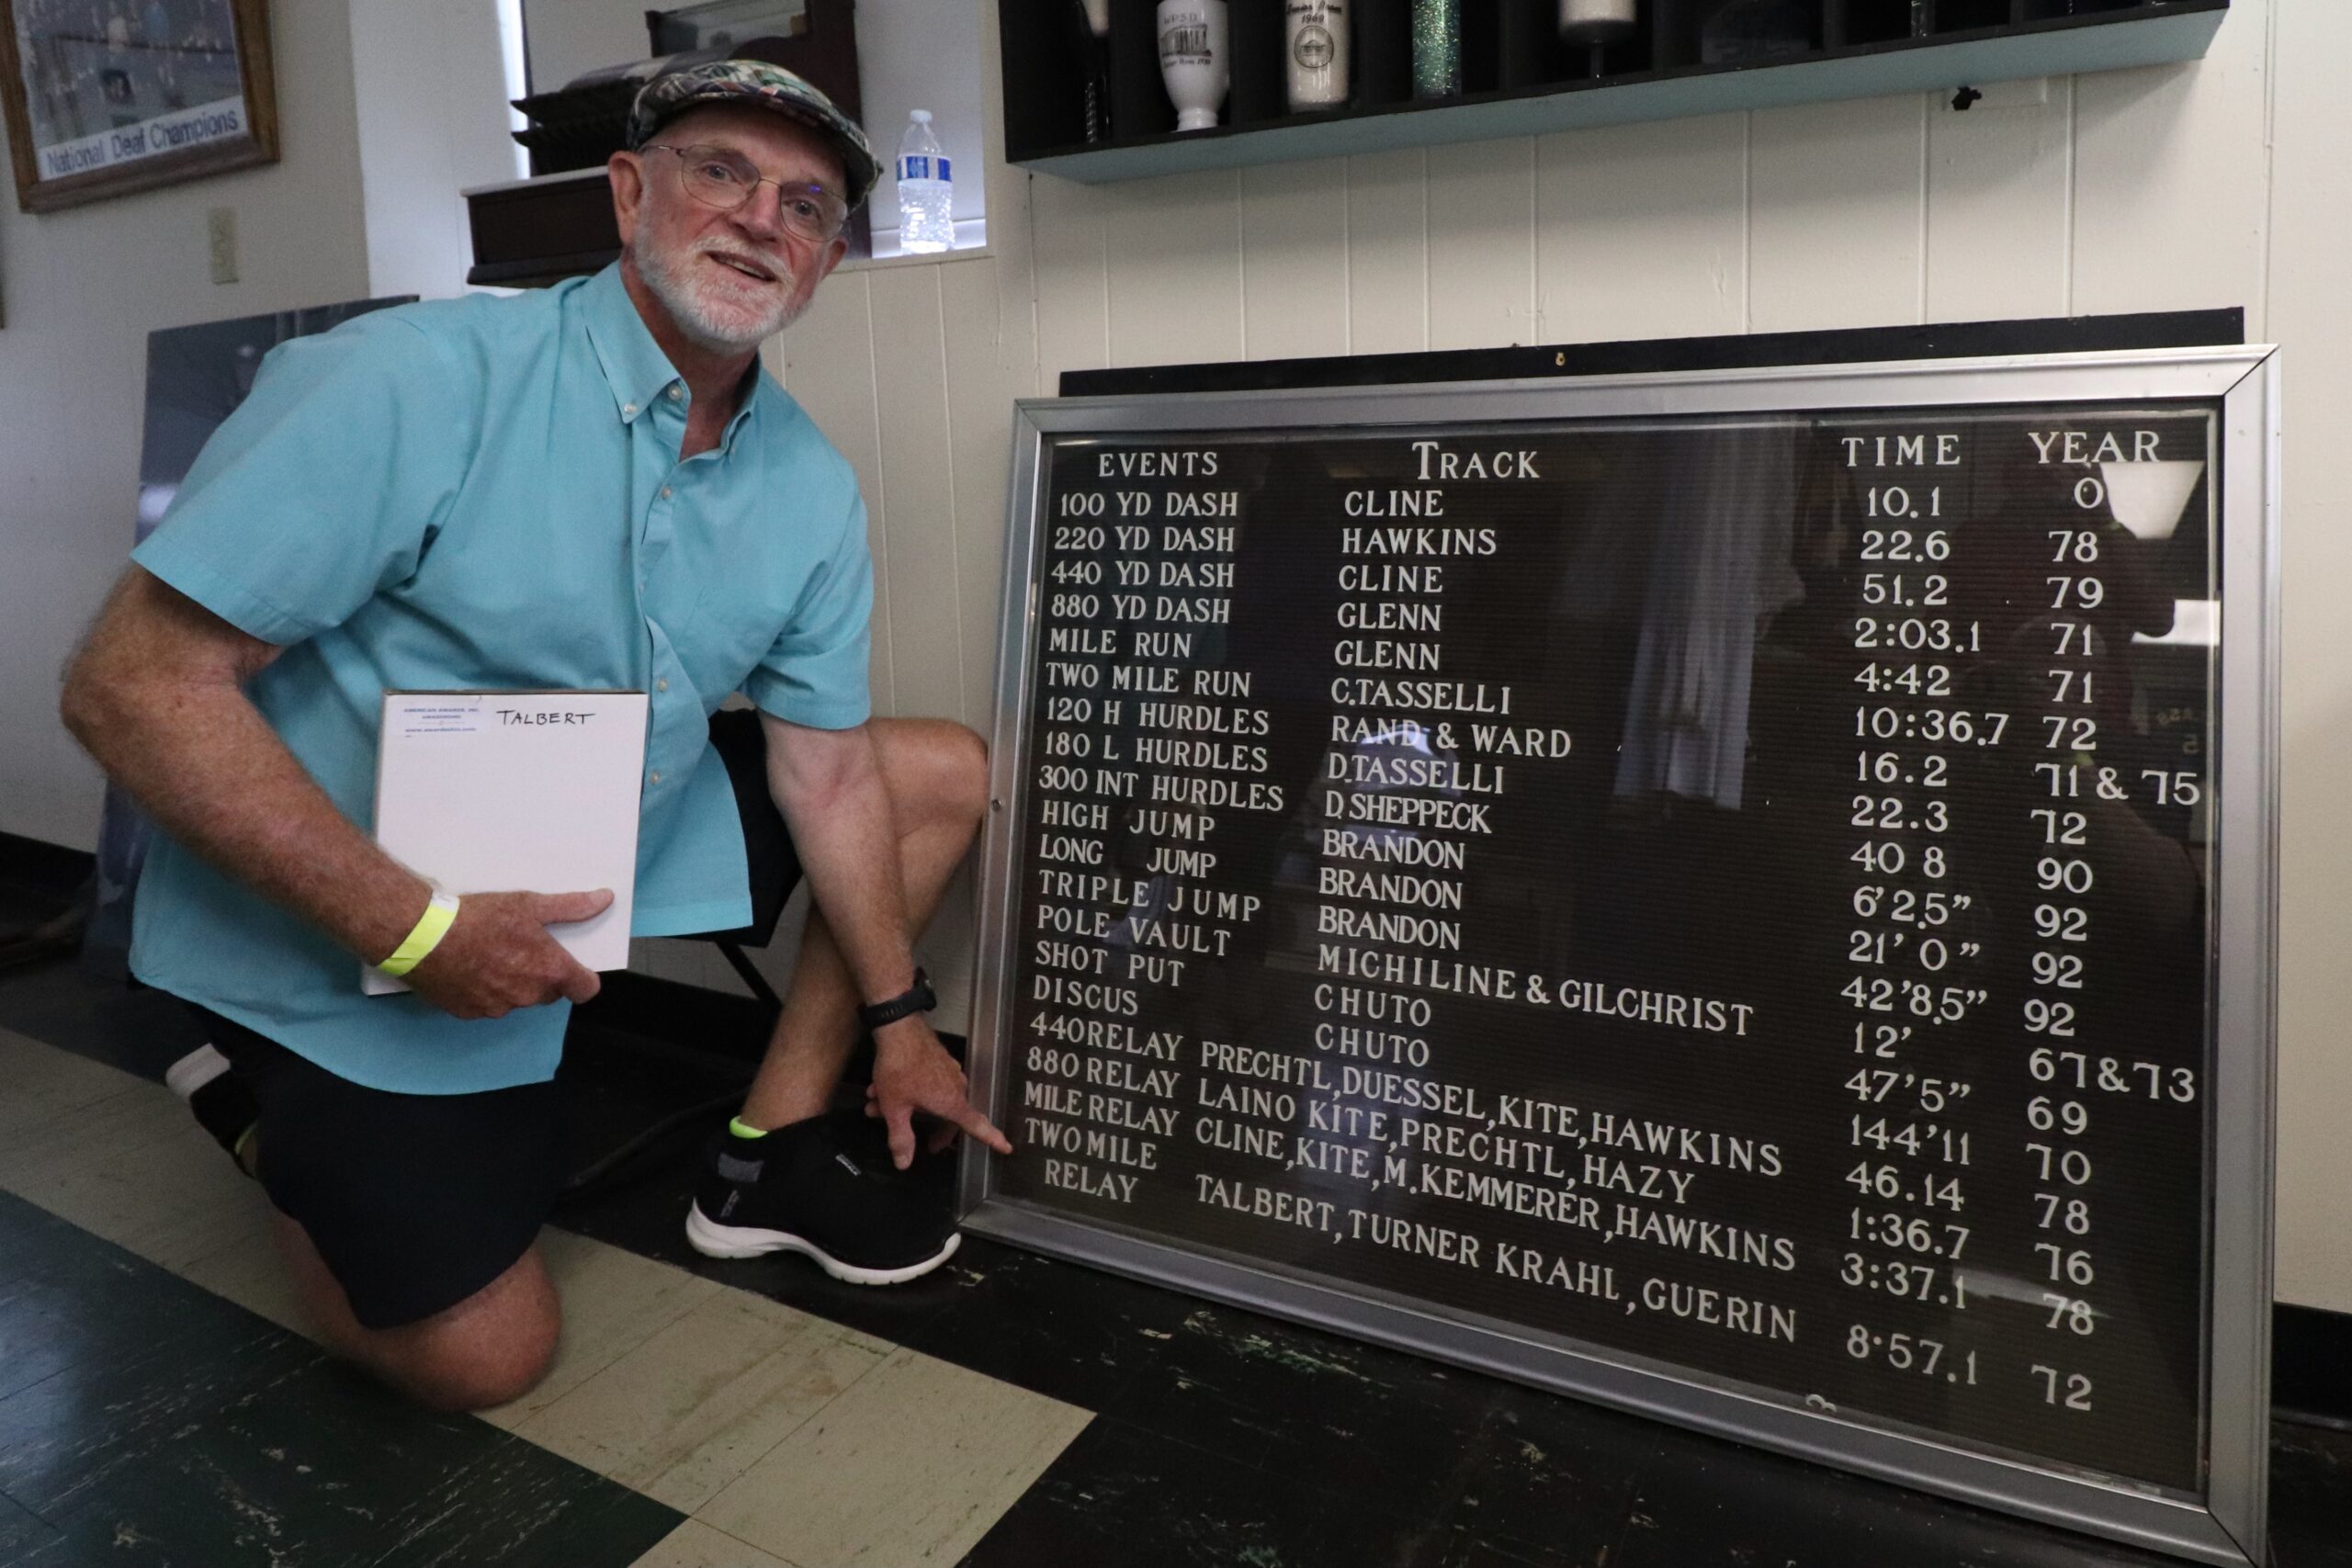 National Deaf Champions
WPSD
1969
AMERICAN AWARDS, INC.
TALBERT
EVENTS TRACK TIME YEAR
100 YD DASH CLINE 10.1 0
220 YD DASH HAWKINS 22.6 78
440 YD DASH CLINE 51.2 79
880 YD DASH GLENN 2:03.1 71
MILE RUN GLENN 4:42 71
TWO MILE RUN C.TASSELLI 10:36.7 72
120 H HURDLES RAND & WARD 16.2 71 & 75
180 L HURDLES D.TASSELLI 22.3 72
300 INT HURDLES D. SHEPPECK 40 8 90
HIGH JUMP BRANDON 6'2.5" 92
LONG JUMP BRANDON 21' 0" 92
TRIPLE JUMP BRANDON 42'8.5" 92
POLE VAULT MICHILINE & GILCHRIST 12' 67&73
SHOT PUT CHUTO 47'5" 69
DISCUS CHUTO 144'11 70
440RELAY PRECHTL,DUESSEL,KITE,HAWKINS 46.14 78
880 RELAY LAINO KITE,PRECHTL,HAZY 1:36.7 76
MILE RELAY CLINE,KITE,M.KEMMERER,HAWKINS 3:37.1 78
TWO MILE
RELAY TALBERT,TURNER KRAHL,GUERIN 8:57.1 72